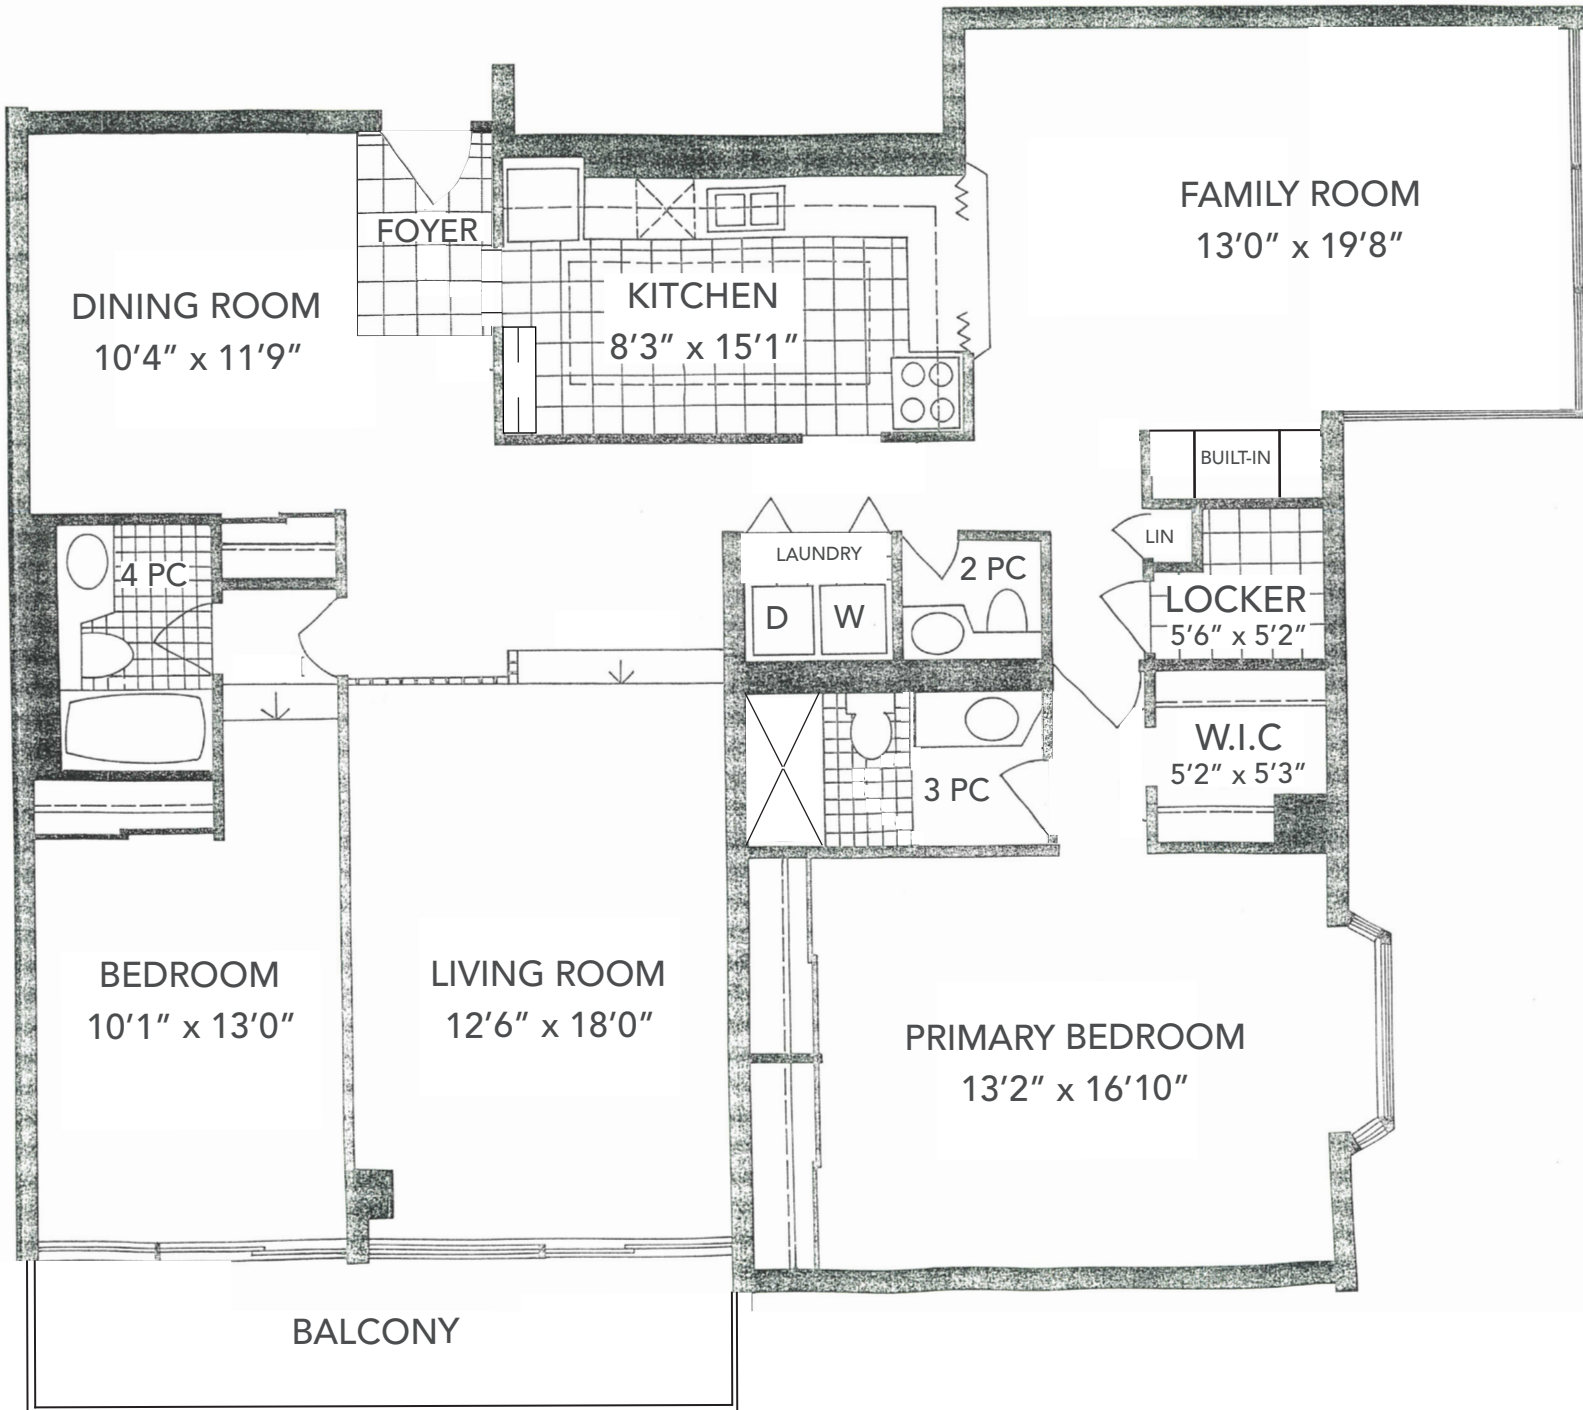 FAMILY ROOM
13'0" x 19'8"
FOYER
KITCHEN
8'3" x 15'1"
DINING ROOM
10'4" x 11'9"
BUILT-IN
LIN
LAUNDRY
D
W
2 PC
4 PC
LOCKER
5'6" x 5'2"
W.I.C
5'2" x 5'3"
3 PC
BEDROOM
10'1" x 13'0"
LIVING ROOM
12'6" x 18'0"
PRIMARY BEDROOM
13'2" x 16'10"
BALCONY